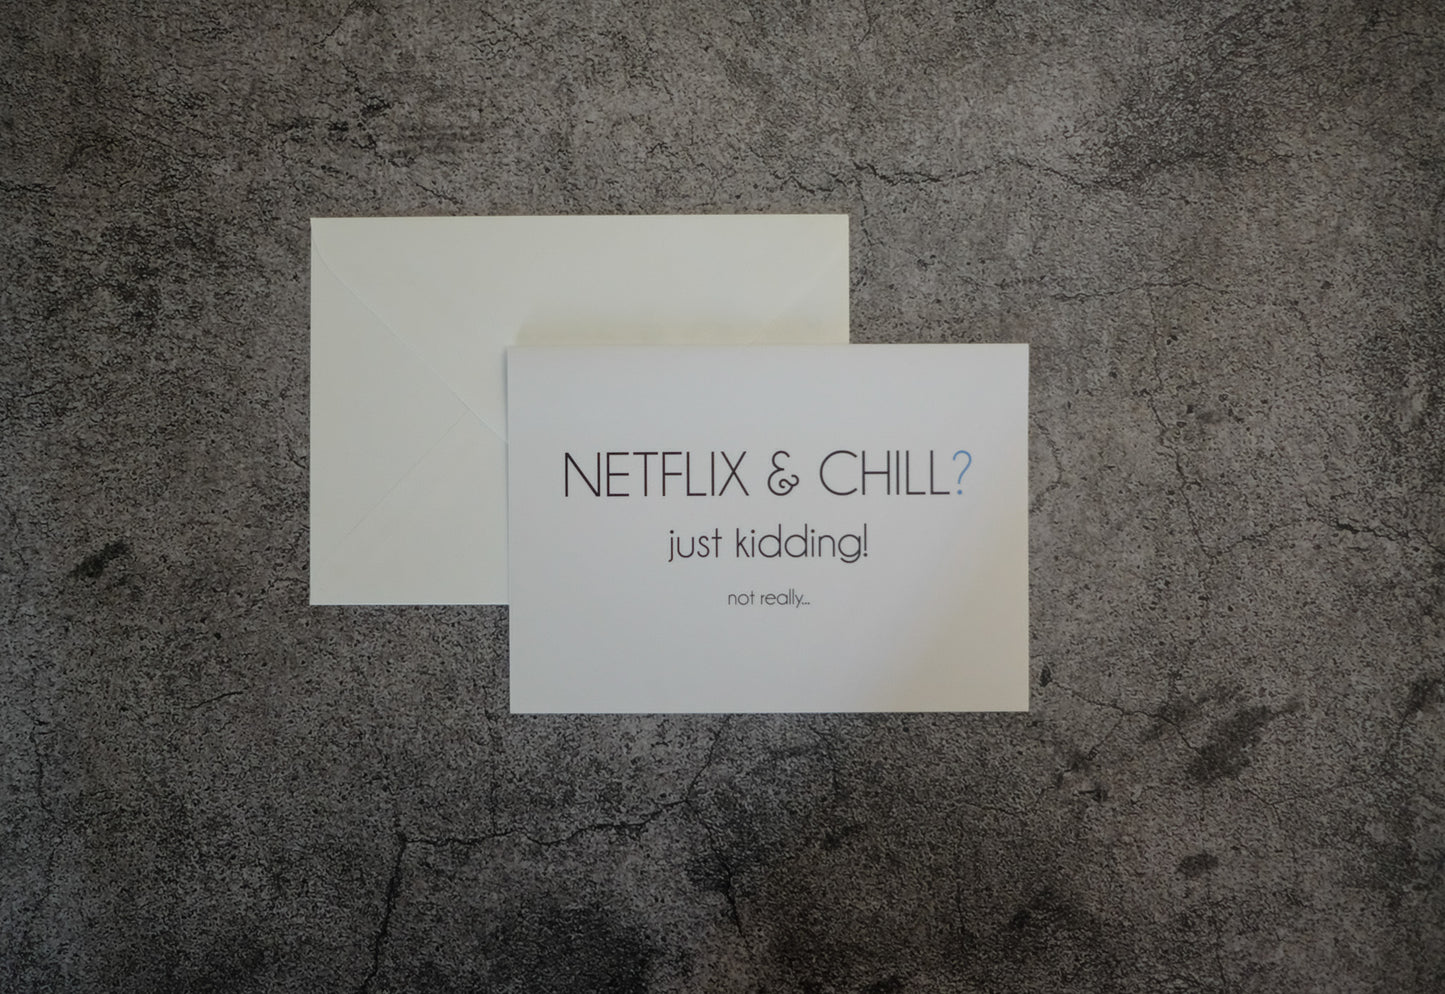 NETFLIX & CHILL?
just kidding!
not really...